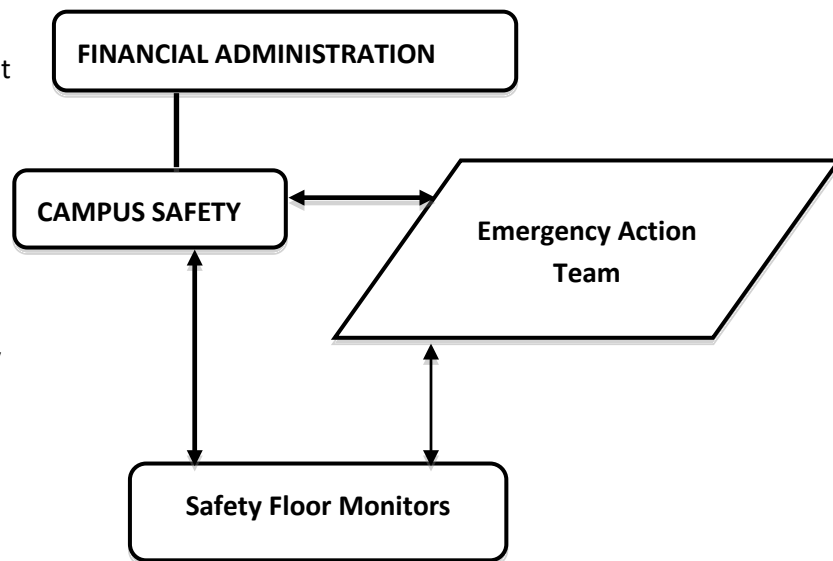 FINANCIAL ADMINISTRATION
t
CAMPUS SAFETY
Emergency Action
Team
Safety Floor Monitors